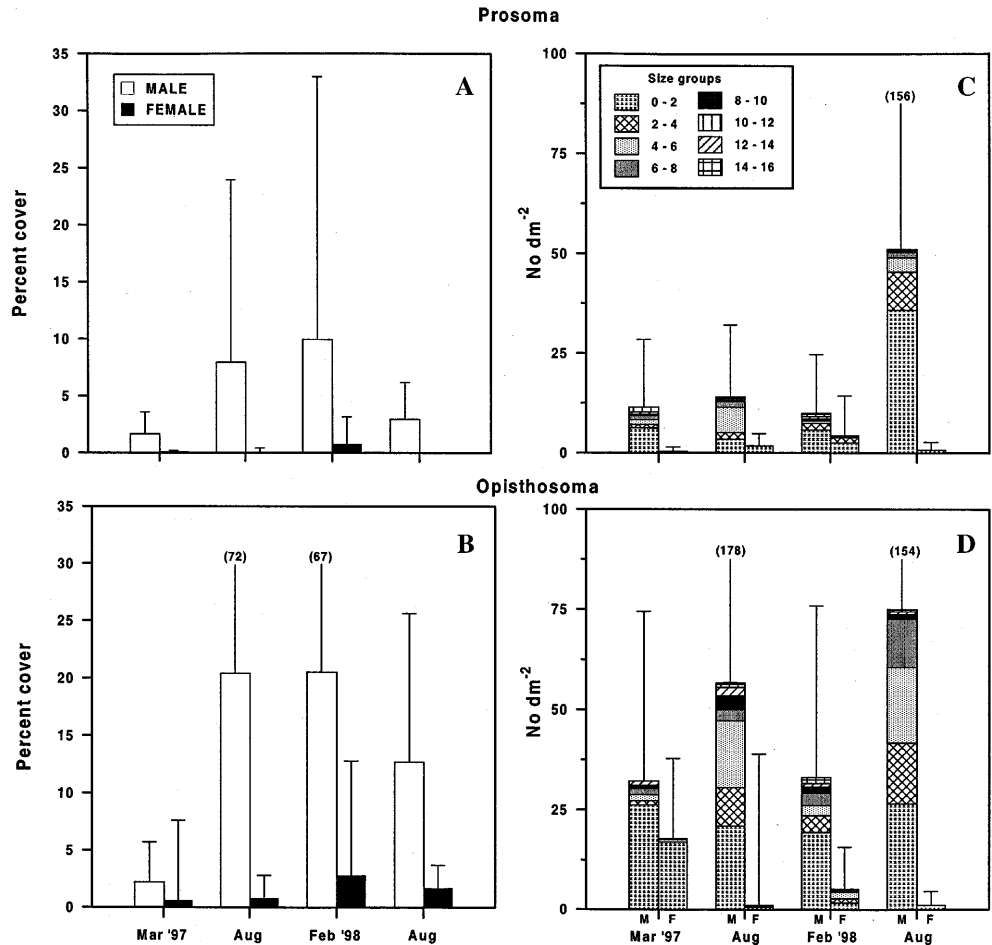 Prosoma
35
30
25
20
15
10
5
0
Percent cover
MALE
FEMALE
A
100
75
50
25
0
No dm-2
Size groups
0 - 2
2 - 4
4 - 6
6 - 8
8 - 10
10 - 12
12 - 14
14 - 16
(156)
C
Opisthosoma
35
30
25
20
15
10
5
0
Percent cover
(72)
(67)
B
Mar '97
Aug
Feb '98
Aug
100
75
50
25
0
No dm-2
(178)
(154)
D
M F M F M F M F
Mar '97
Aug
Feb '98
Aug